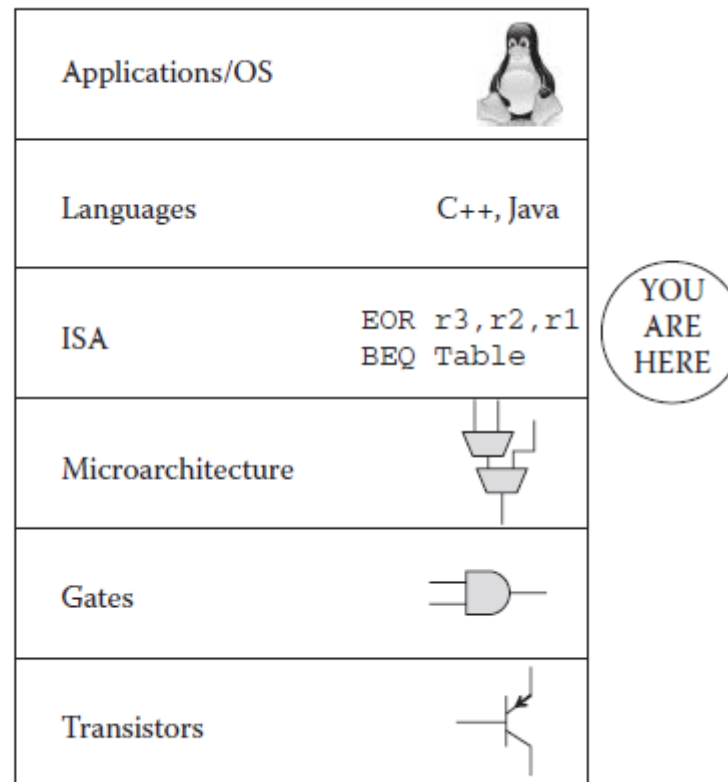 Applications/OS
Languages C++, Java
ISA EOR r3,r2,r1
BEQ Table
YOU
ARE
HERE
Microarchitecture
Gates
Transistors